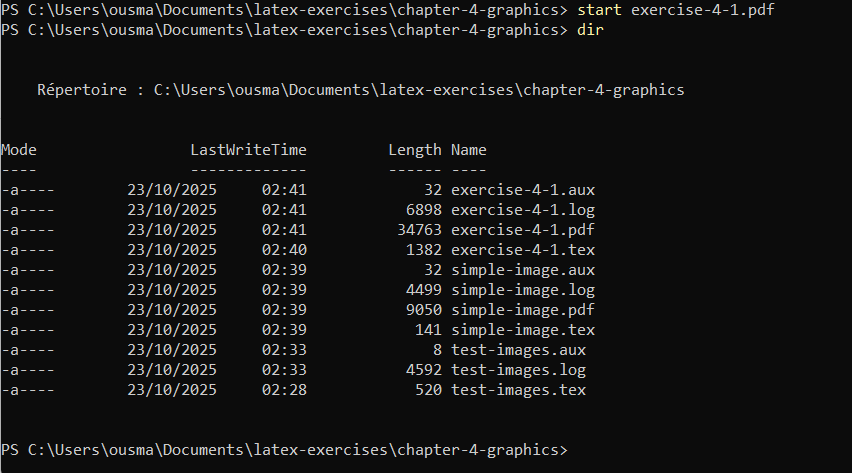 PS C:\Users\ousma\Documents\latex-exercises\chapter-4-graphics> start exercise-4-1.pdf
PS C:\Users\ousma\Documents\latex-exercises\chapter-4-graphics> dir
Répertoire : C:\Users\ousma\Documents\latex-exercises\chapter-4-graphics
Mode                 LastWriteTime         Length Name
----                 -------------         ------ ----
-a----        23/10/2025     02:41             32 exercise-4-1.aux
-a----        23/10/2025     02:41           6898 exercise-4-1.log
-a----        23/10/2025     02:41          34763 exercise-4-1.pdf
-a----        23/10/2025     02:40           1382 exercise-4-1.tex
-a----        23/10/2025     02:39             32 simple-image.aux
-a----        23/10/2025     02:39           4499 simple-image.log
-a----        23/10/2025     02:39           9050 simple-image.pdf
-a----        23/10/2025     02:39            141 simple-image.tex
-a----        23/10/2025     02:33              8 test-images.aux
-a----        23/10/2025     02:33           4592 test-images.log
-a----        23/10/2025     02:28            520 test-images.tex
PS C:\Users\ousma\Documents\latex-exercises\chapter-4-graphics>